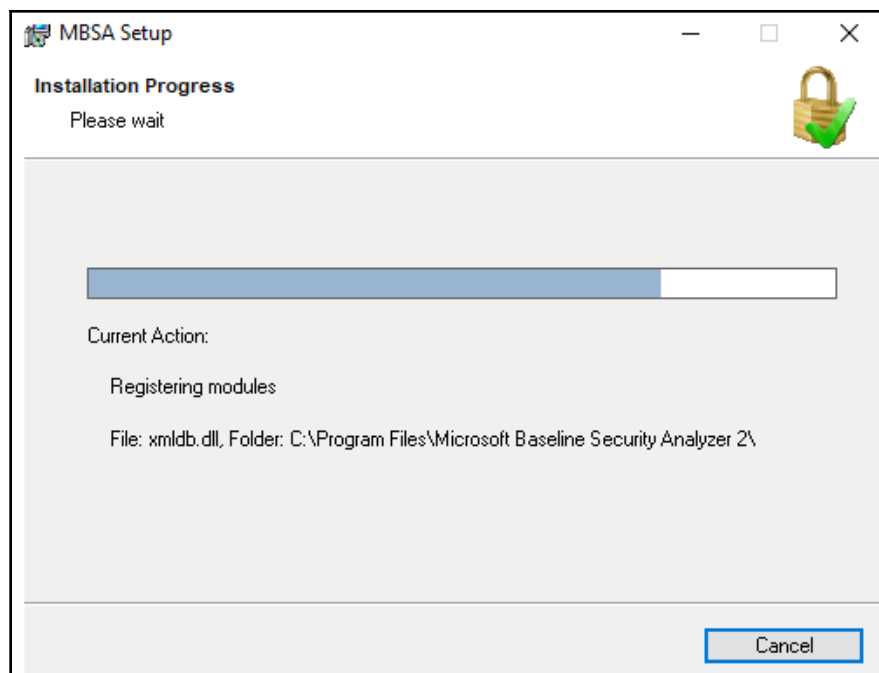 MBSA Setup
Installation Progress
Please wait
Current Action:
Registering modules
File: xmldb.dll, Folder: C:\Program Files\Microsoft Baseline Security Analyzer 2\
Cancel